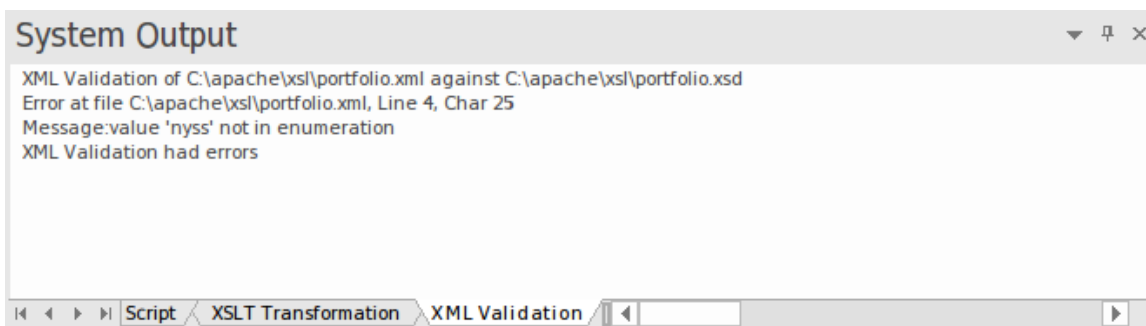 System Output
XML Validation of C:\apache\xsl\portfolio.xml against C:\apache\xsl\portfolio.xsd
Error at file C:\apache\xsl\portfolio.xml, Line 4, Char 25
Message:value 'nyss' not in enumeration
XML Validation had errors
Script XSLT Transformation XML Validation